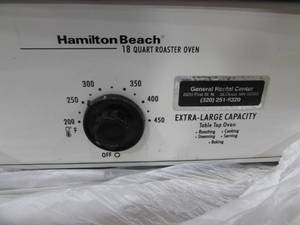 Hamilton Beach
18 QUART ROASTER OVEN
300 350
250 400
200 450
°F
OFF
General Rental Center
(320) 251-6320
EXTRA-LARGE CAPACITY
Table Top Oven
• Roasting • Cooking
• Steaming • Serving
• Baking